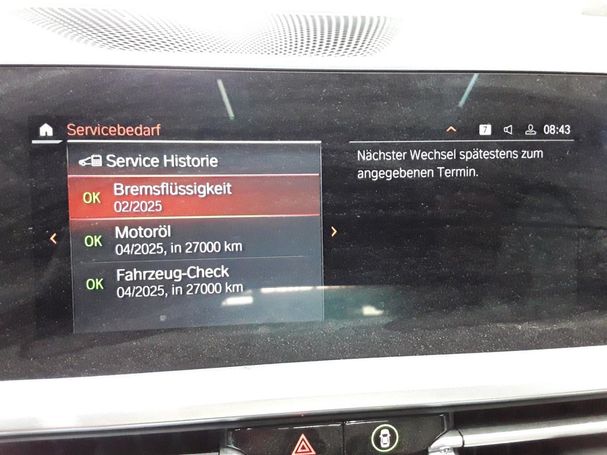 Servicebedarf
7
08:43
Service Historie
OK Bremsflüssigkeit
02/2025
OK Motoröl
04/2025, in 27000 km
OK Fahrzeug-Check
04/2025, in 27000 km
Nächster Wechsel spätestens zum
angegebenen Termin.